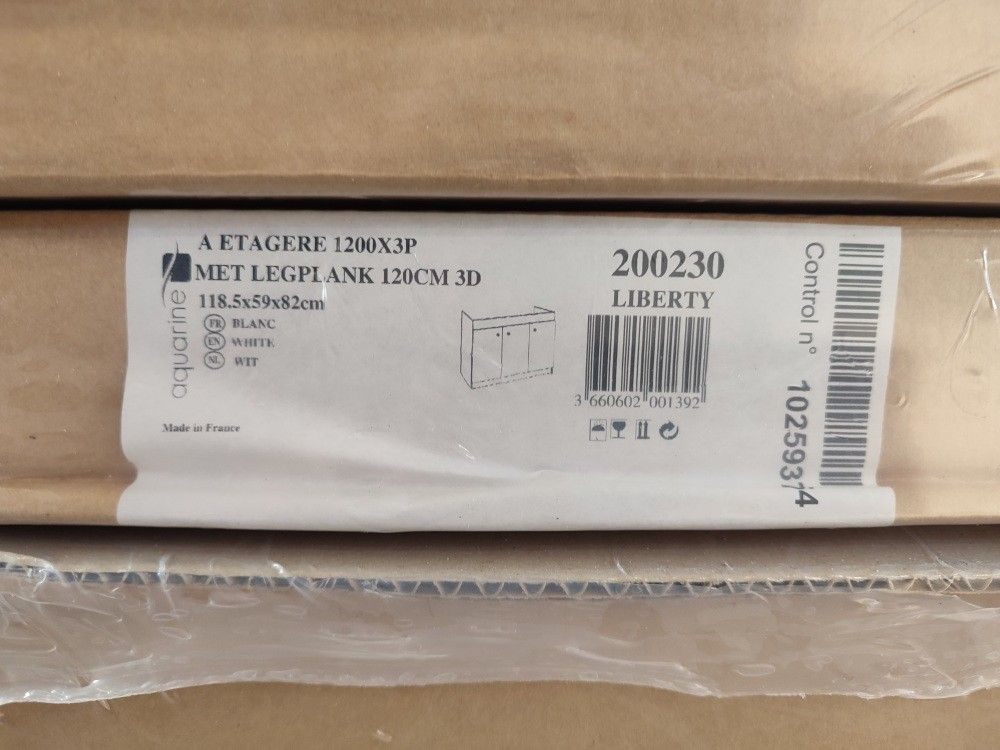 A ETAGERE 1200X3P
MET LEGPLANK 120CM 3D
118.5x59x82cm
FR BLANC
EN WHITE
NL WIT
aquarine
Made in France
200230
LIBERTY
3 660602 001392
Control n° 10259374